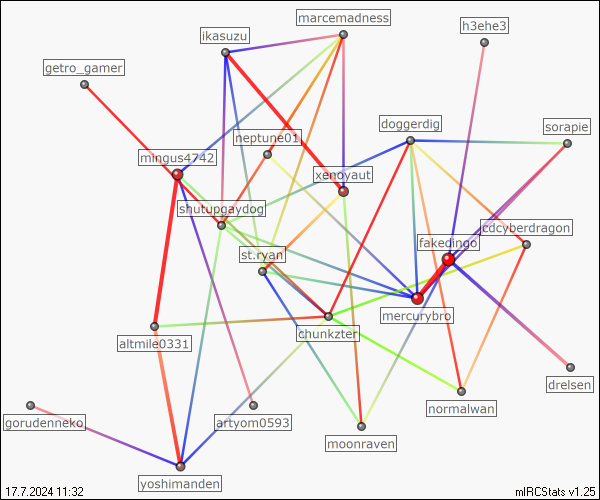 marcemadness
h3ehe3
ikasuzu
getro_gamer
doggerdig
sorapie
neptune01
mingus4742
xenoyaut
shutupgaydog
cdcyberdragon
fakedingo
st.ryan
mercurybro
chunkzter
altmile0331
drelsen
normalwan
gorudenneko
artyom0593
moonraven
yoshimanden
17.7.2024 11:32
mIRCStats v1.25